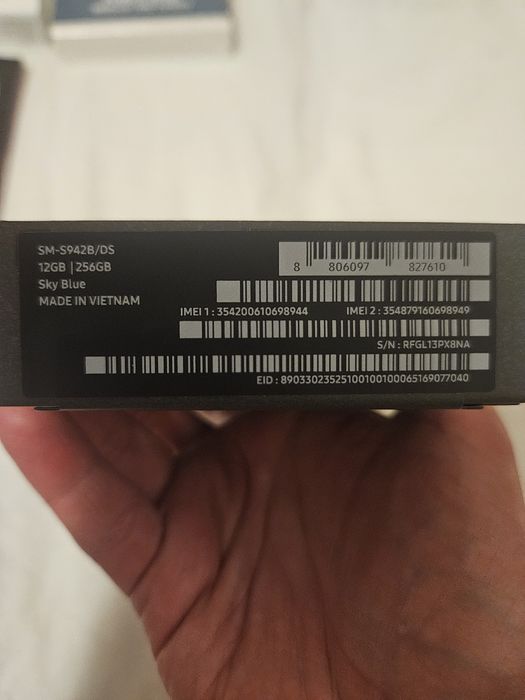 SM-S942B/DS
12GB | 256GB
Sky Blue
MADE IN VIETNAM
8 806097 827610
IMEI 1 : 354200610698944 IMEI 2 : 354879160698949
S/N : RFGL13PX8NA
EID : 89033023525100100100065169077040